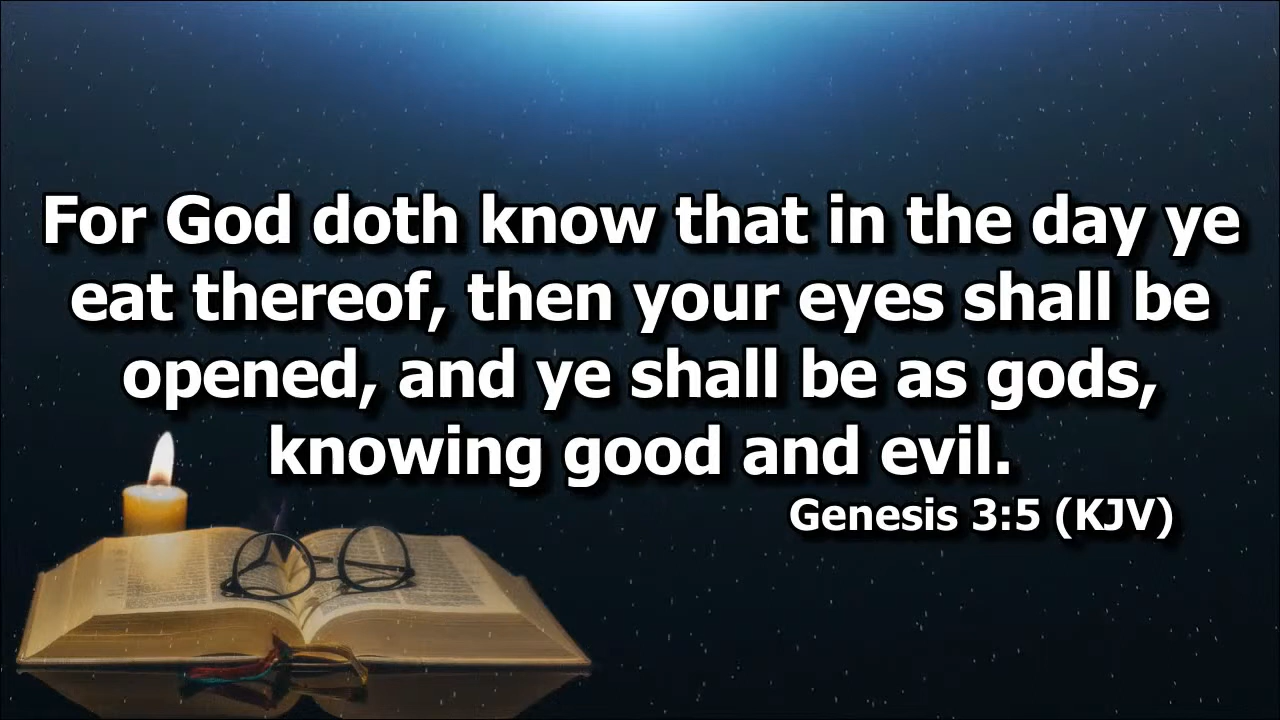 For God doth know that in the day ye
eat thereof, then your eyes shall be
opened, and ye shall be as gods,
knowing good and evil.
Genesis 3:5 (KJV)